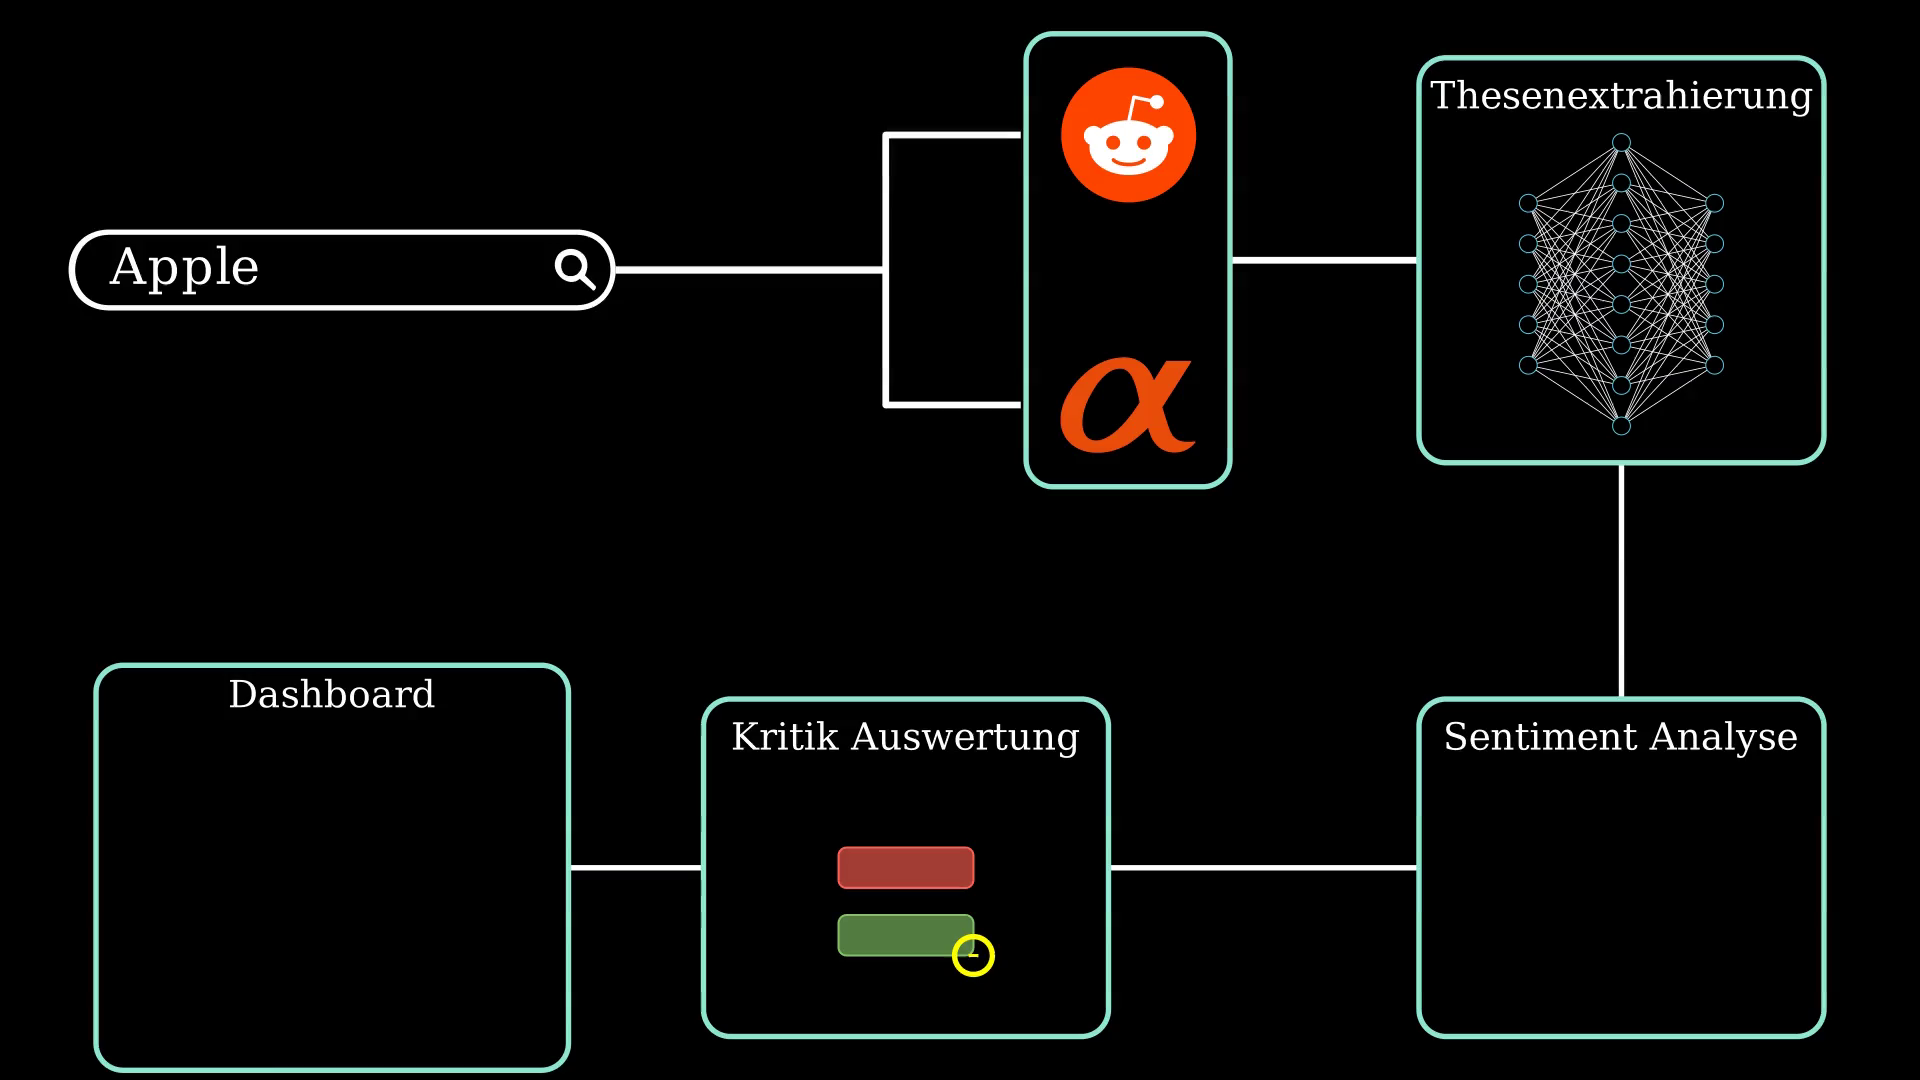 Apple
α
Thesenextrahierung
Dashboard
Kritik Auswertung
-
Sentiment Analyse